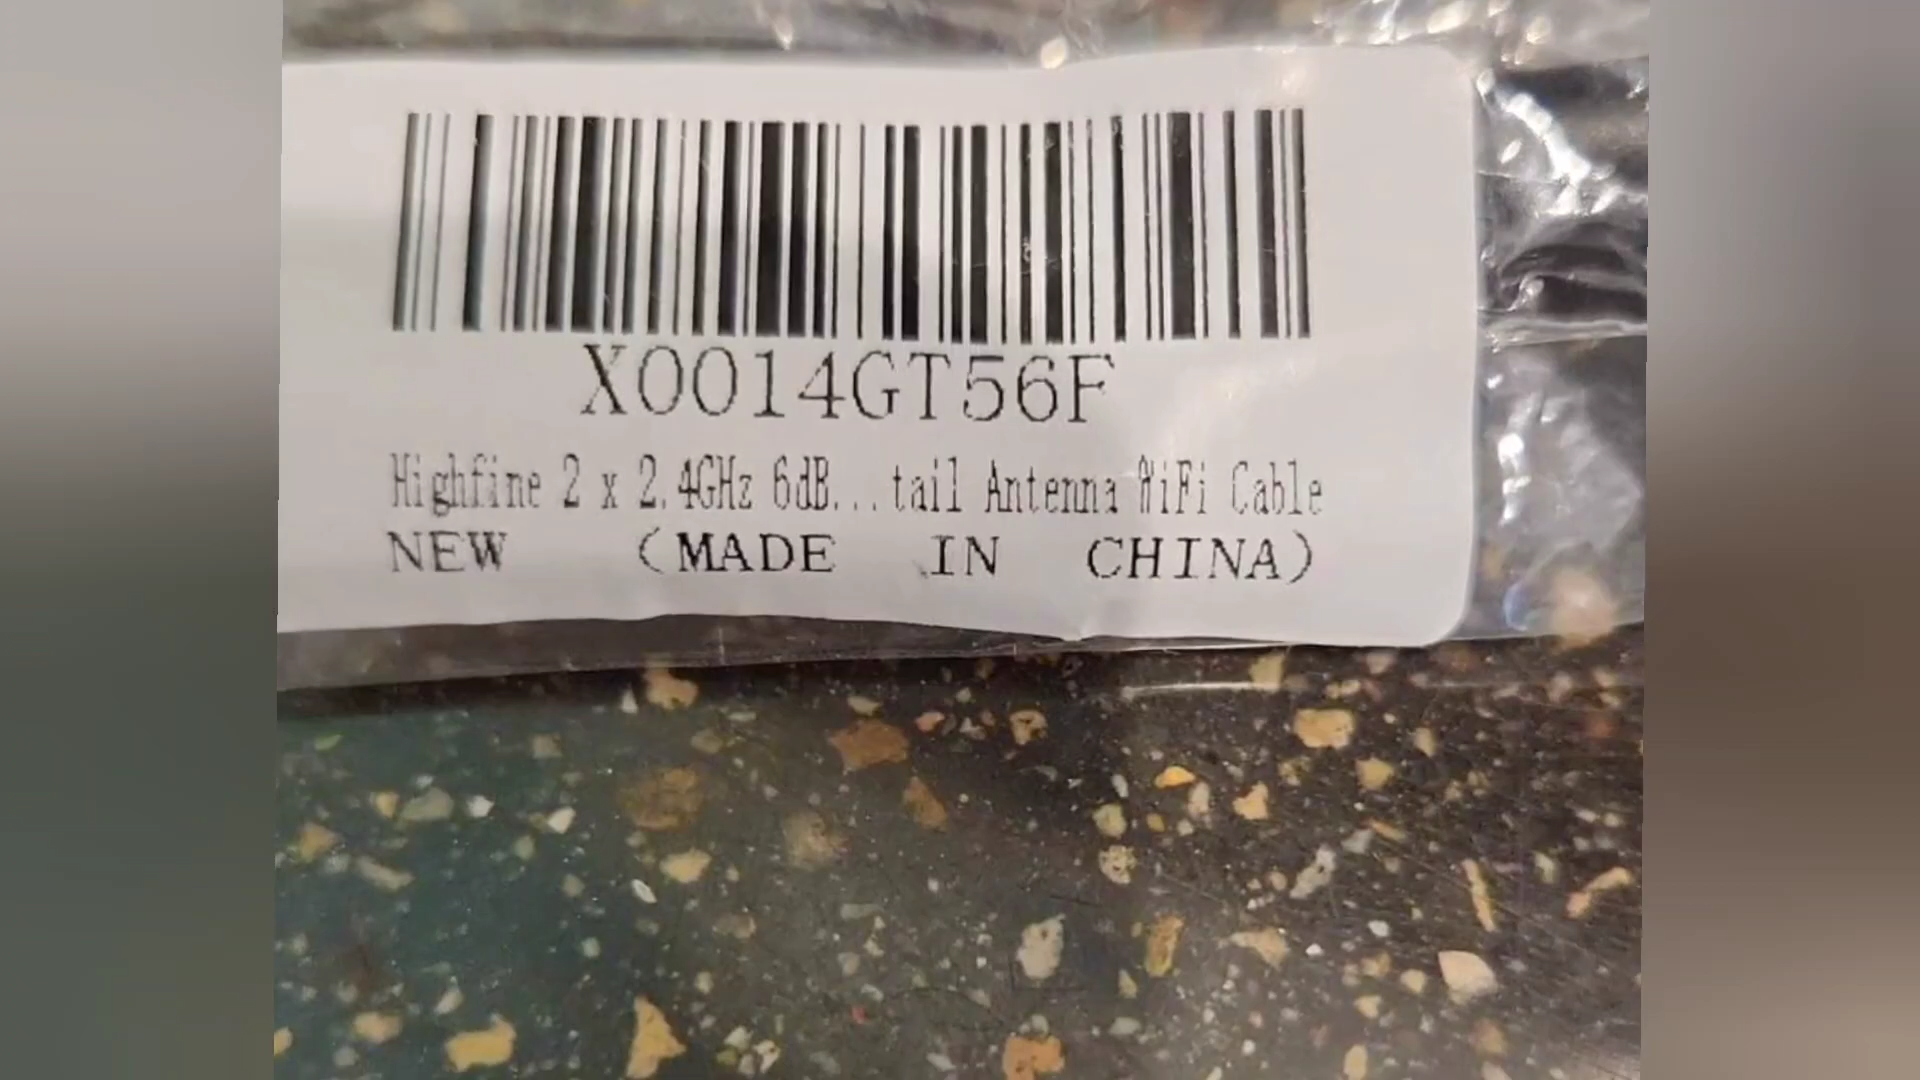 X0014GT56F
Highfine 2 x 2.4GHz 6dB...tail Antenna WiFi Cable
NEW (MADE IN CHINA)